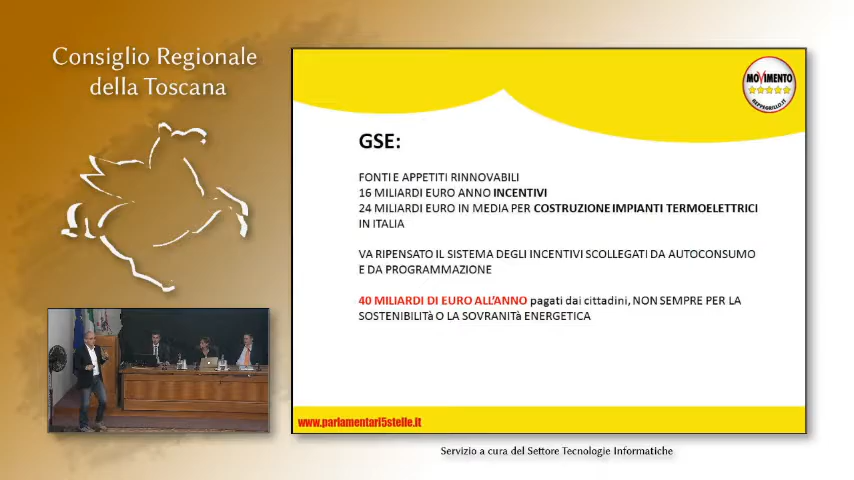 Consiglio Regionale
della Toscana
MOVIMENTO
BEPPEGRILLO.IT
GSE:
FONTI E APPETITI RINNOVABILI
16 MILIARDI EURO ANNO INCENTIVI
24 MILIARDI EURO IN MEDIA PER COSTRUZIONE IMPIANTI TERMOELETTRICI
IN ITALIA
VA RIPENSATO IL SISTEMA DEGLI INCENTIVI SCOLLEGATI DA AUTOCONSUMO
E DA PROGRAMMAZIONE
40 MILIARDI DI EURO ALL'ANNO pagati dai cittadini, NON SEMPRE PER LA
SOSTENIBILITà O LA SOVRANITà ENERGETICA
www.parlamentari5stelle.it
Servizio a cura del Settore Tecnologie Informatiche